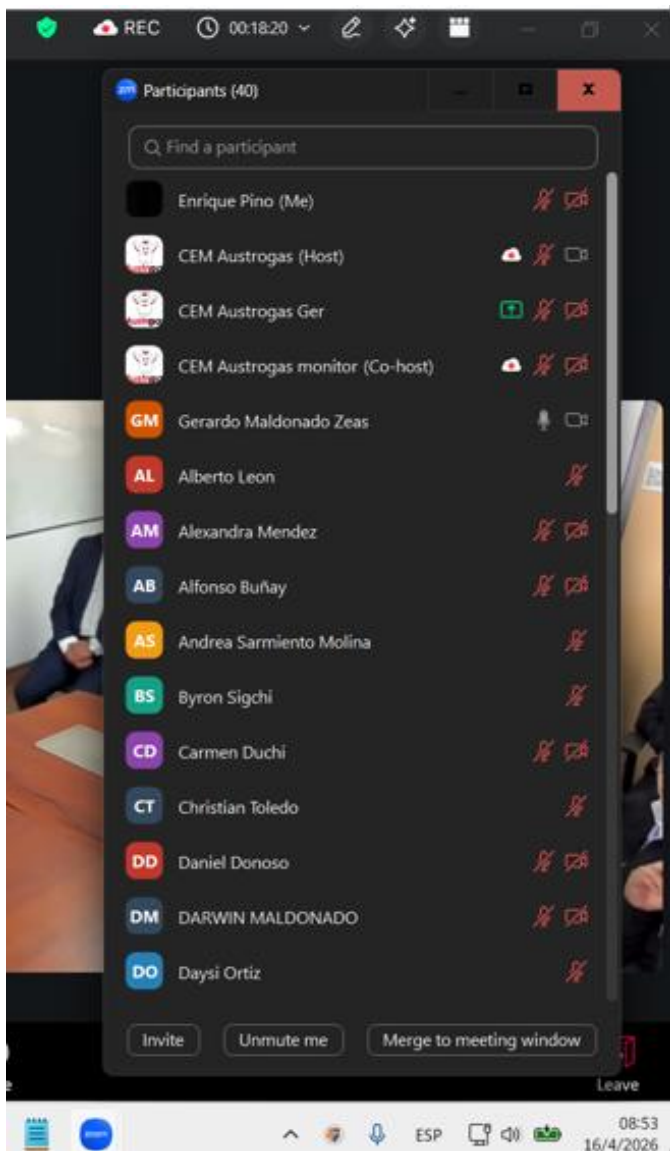 REC 00:18:20
zm Participants (40)
Find a participant
Enrique Pino (Me)
CEM Austrogas (Host)
CEM Austrogas Ger
CEM Austrogas monitor (Co-host)
GM Gerardo Maldonado Zeas
AL Alberto Leon
AM Alexandra Mendez
AB Alfonso Buñay
AS Andrea Sarmiento Molina
BS Byron Sigchi
CD Carmen Duchi
CT Christian Toledo
DD Daniel Donoso
DM DARWIN MALDONADO
DO Daysi Ortiz
Invite Unmute me Merge to meeting window
Leave
zoom ESP 08:53
16/4/2026